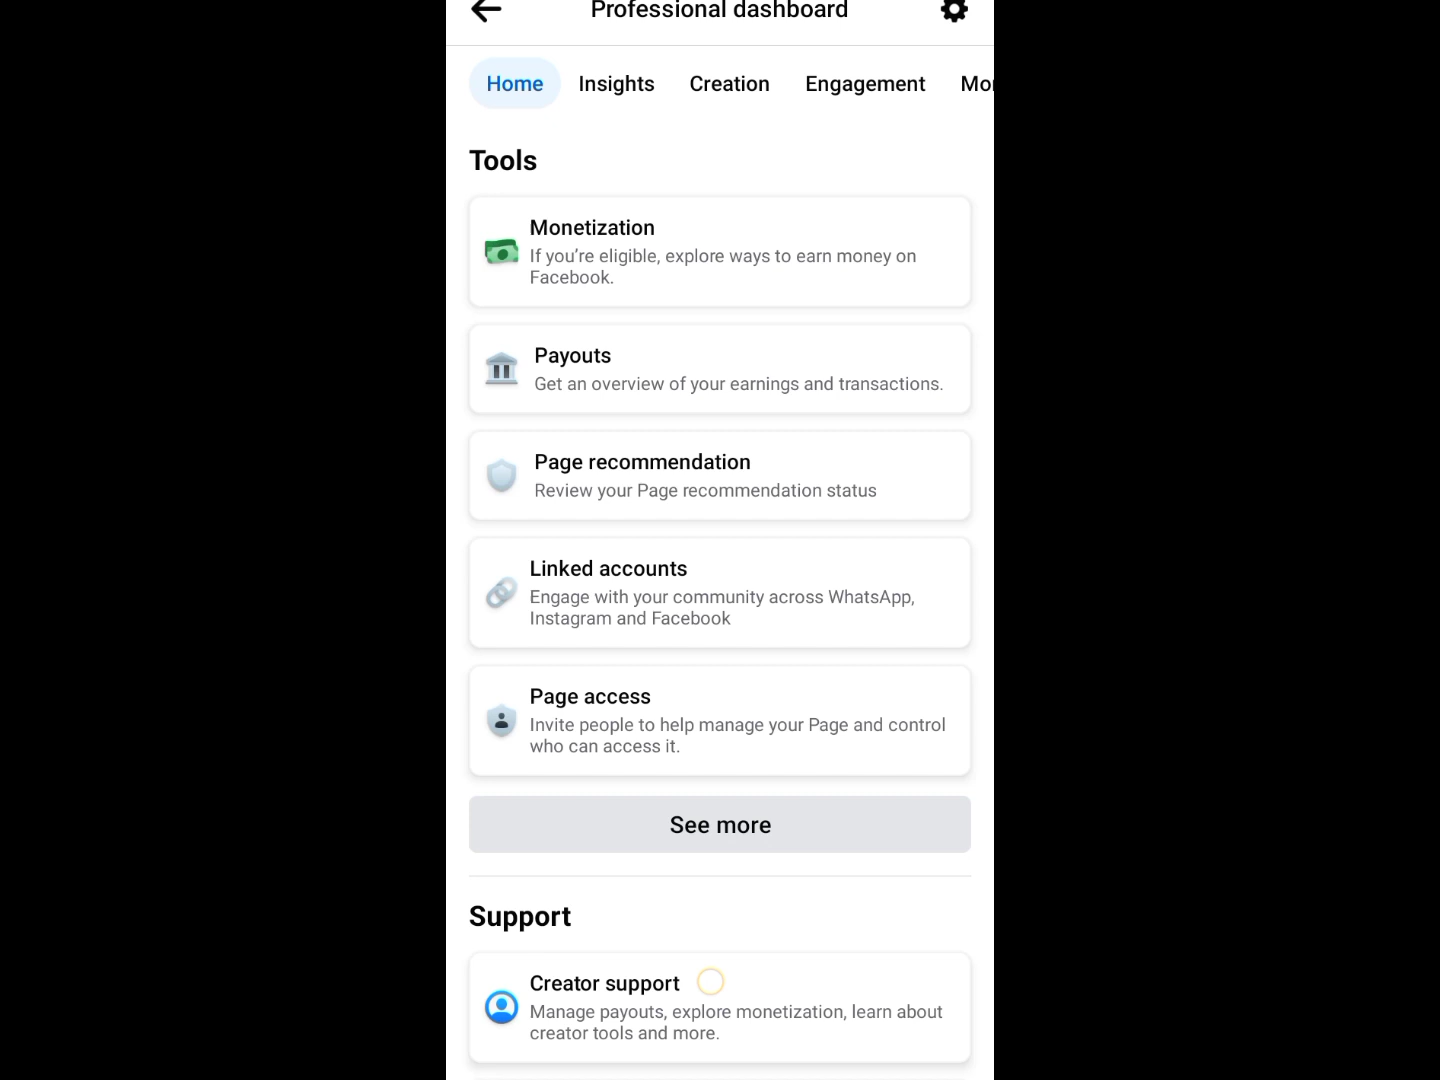 Professional dashboard
Home Insights Creation Engagement Mo
Tools
Monetization
If you’re eligible, explore ways to earn money on
Facebook.
Payouts
Get an overview of your earnings and transactions.
Page recommendation
Review your Page recommendation status
Linked accounts
Engage with your community across WhatsApp,
Instagram and Facebook
Page access
Invite people to help manage your Page and control
who can access it.
See more
Support
Creator support
Manage payouts, explore monetization, learn about
creator tools and more.